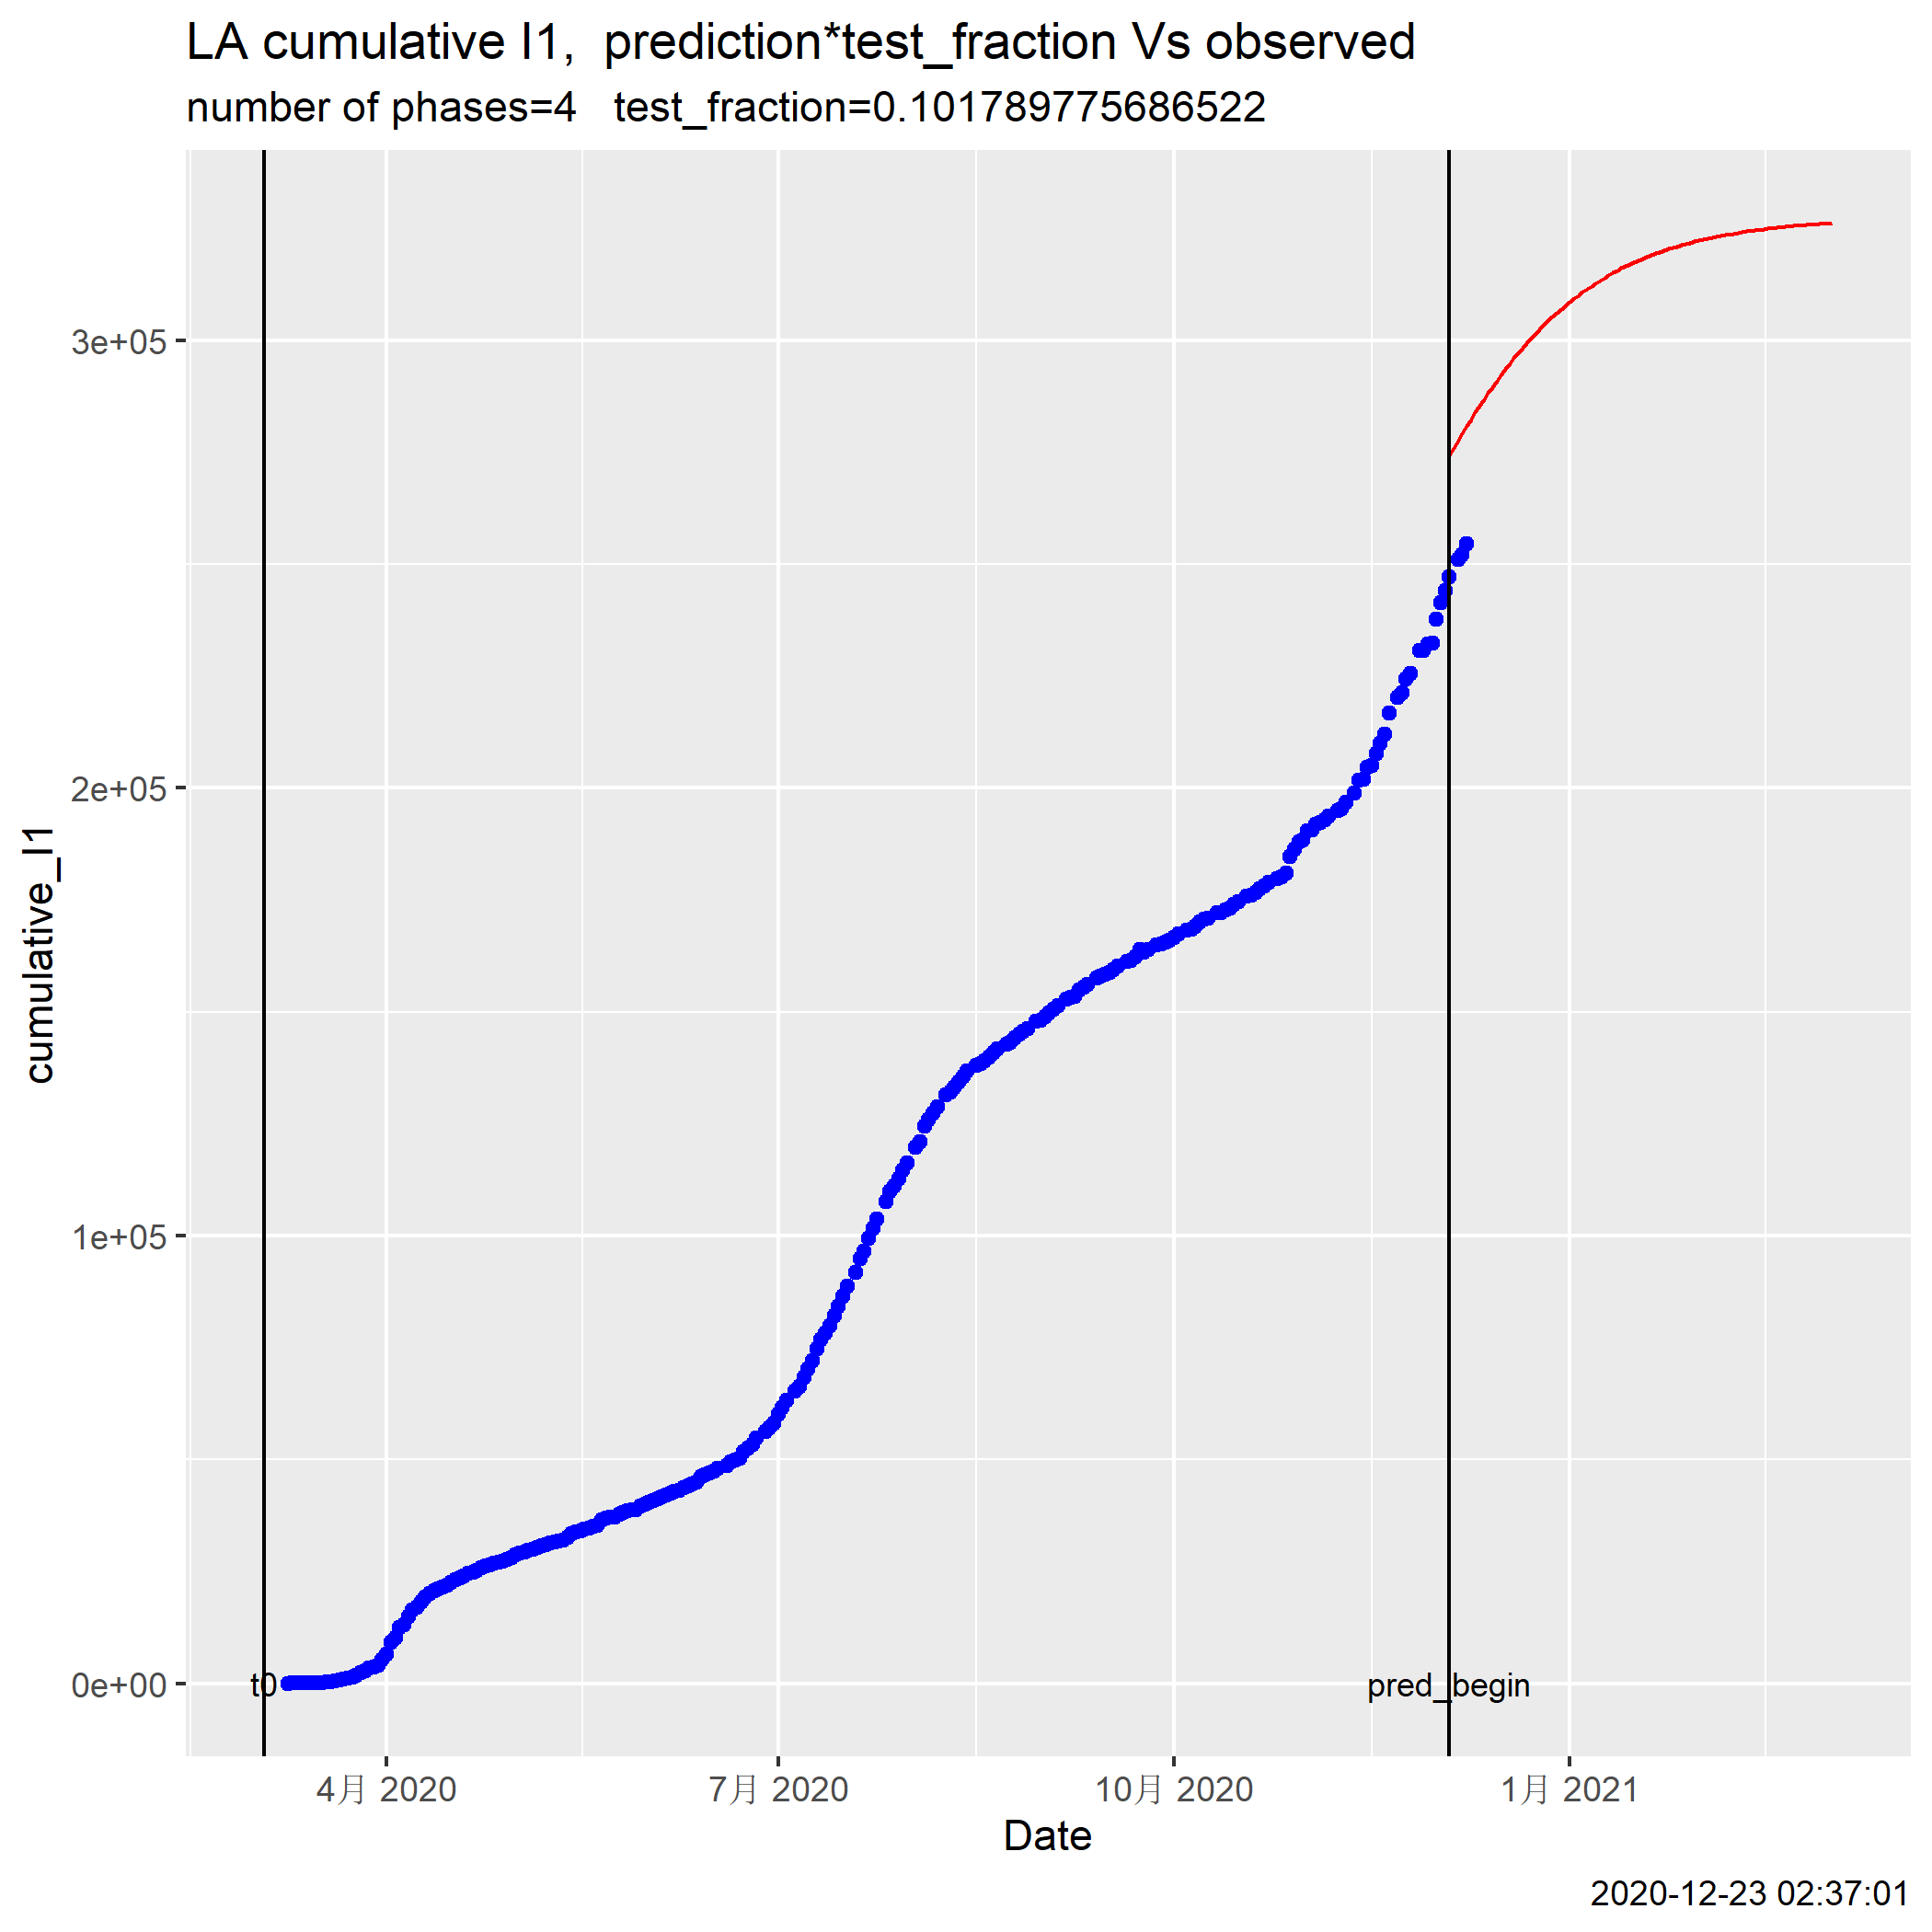 LA cumulative I1,  prediction*test_fraction Vs observed
number of phases=4   test_fraction=0.101789775686522
cumulative_I1
3e+05
2e+05
1e+05
0e+00
t0
pred_begin
4月 2020
7月 2020
10月 2020
1月 2021
Date
2020-12-23 02:37:01